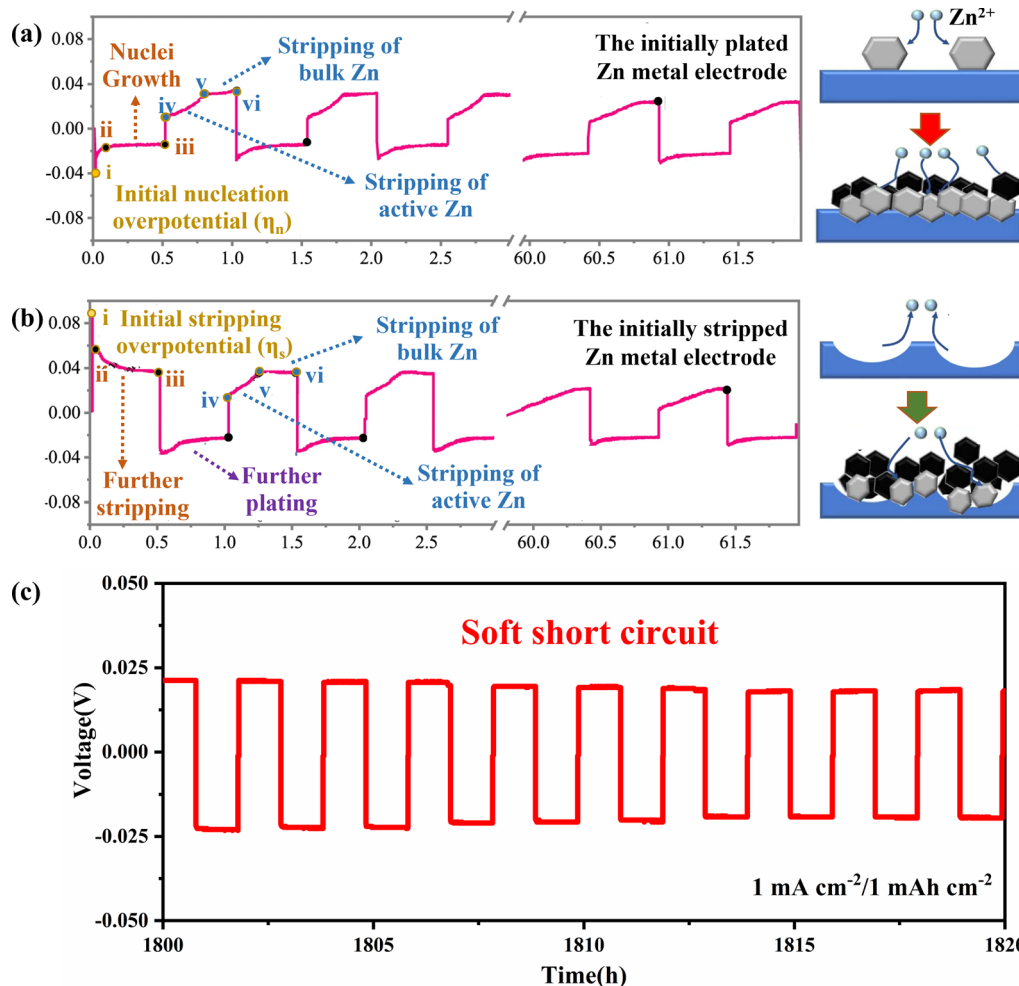 (a)
0.08
0.04
0.00
-0.04
-0.08
Nuclei
Growth
ii
i
iii
iv
v
vi
Stripping of
bulk Zn
Initial nucleation
overpotential (ηn)
Stripping of
active Zn
The initially plated
Zn metal electrode
0.0 0.5 1.0 1.5 2.0 2.5 60.0 60.5 61.0 61.5
Zn²⁺
(b)
0.08
0.04
0.00
-0.04
-0.08
i
Initial stripping
overpotential (ηs)
ii
iii
iv
v
vi
Stripping of
bulk Zn
Further
stripping
Further
plating
Stripping of
active Zn
The initially stripped
Zn metal electrode
0.0 0.5 1.0 1.5 2.0 2.5 60.0 60.5 61.0 61.5
(c)
Soft short circuit
Voltage(V)
0.050
0.025
0.000
-0.025
-0.050
1 mA cm⁻²/1 mAh cm⁻²
1800 1805 1810 1815 1820
Time(h)